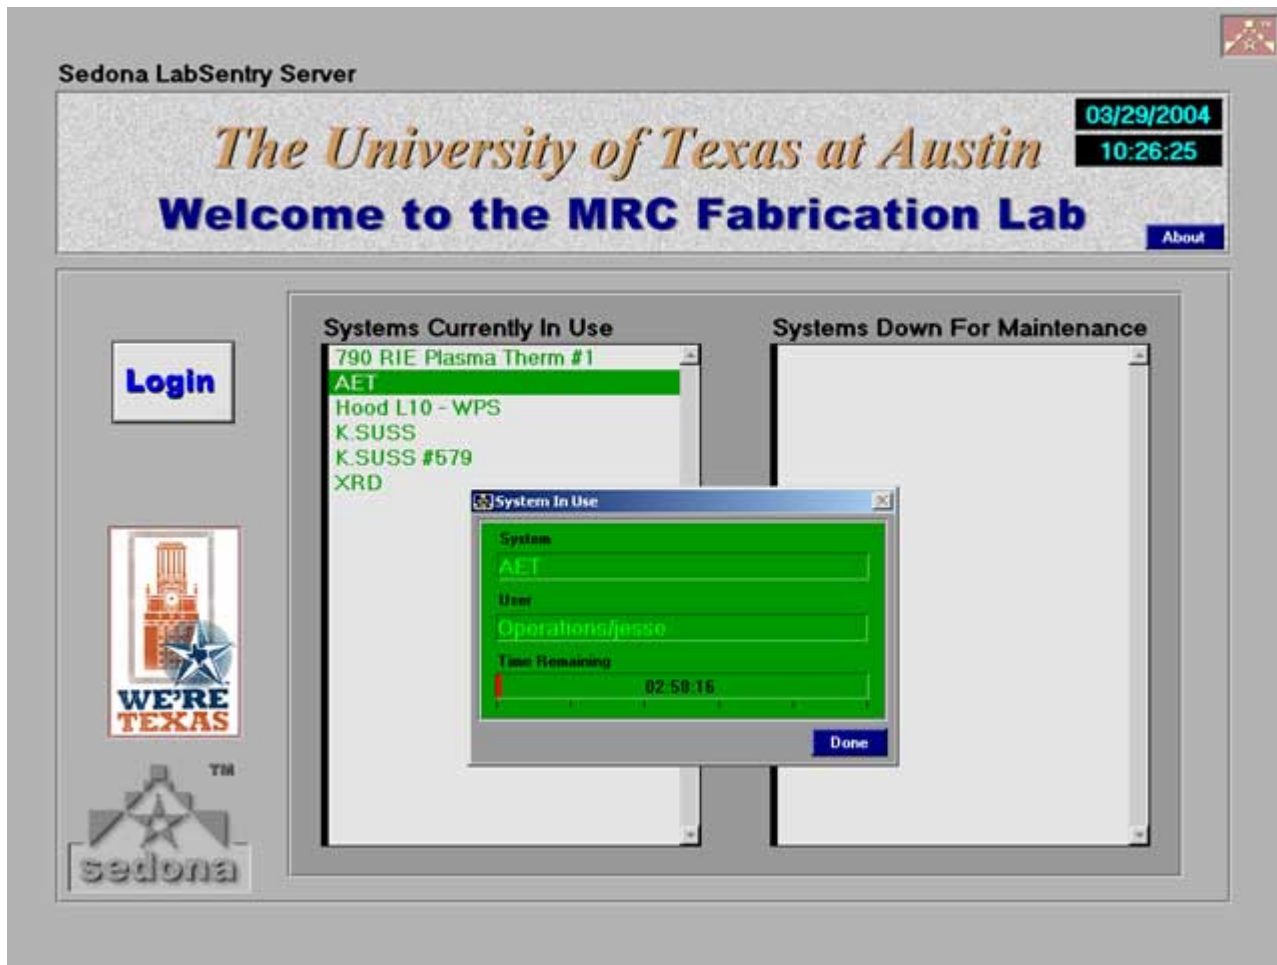 Sedona LabSentry Server
The University of Texas at Austin
03/29/2004
10:26:25
Welcome to the MRC Fabrication Lab
About
Login
Systems Currently In Use
790 RIE Plasma Therm #1
AET
Hood L10 - WPS
K.SUSS
K.SUSS #579
XRD
Systems Down For Maintenance
System In Use
System
AET
User
Operations/jesse
Time Remaining
02:58:16
Done
WE'RE
TEXAS
TM
sedona